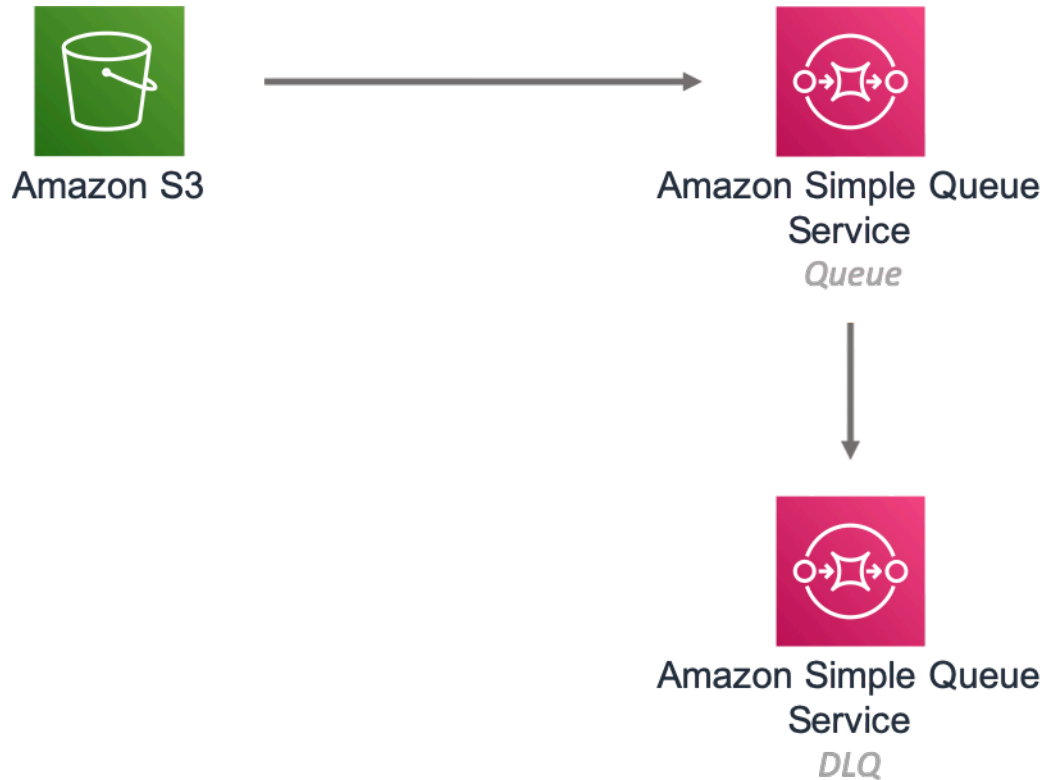 Amazon S3
Amazon Simple Queue
Service
Queue
Amazon Simple Queue
Service
DLQ